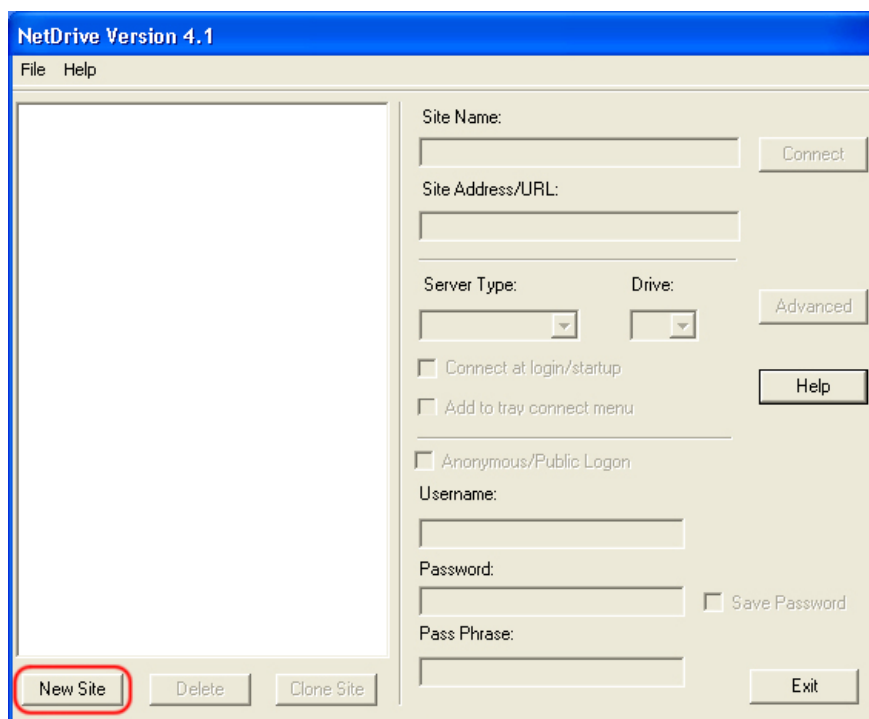 NetDrive Version 4.1
File Help
Site Name:
Connect
Site Address/URL:
Server Type: Drive:
Advanced
Connect at login/startup
Help
Add to tray connect menu
Anonymous/Public Logon
Username:
Password:
Save Password
Pass Phrase:
New Site Delete Clone Site Exit